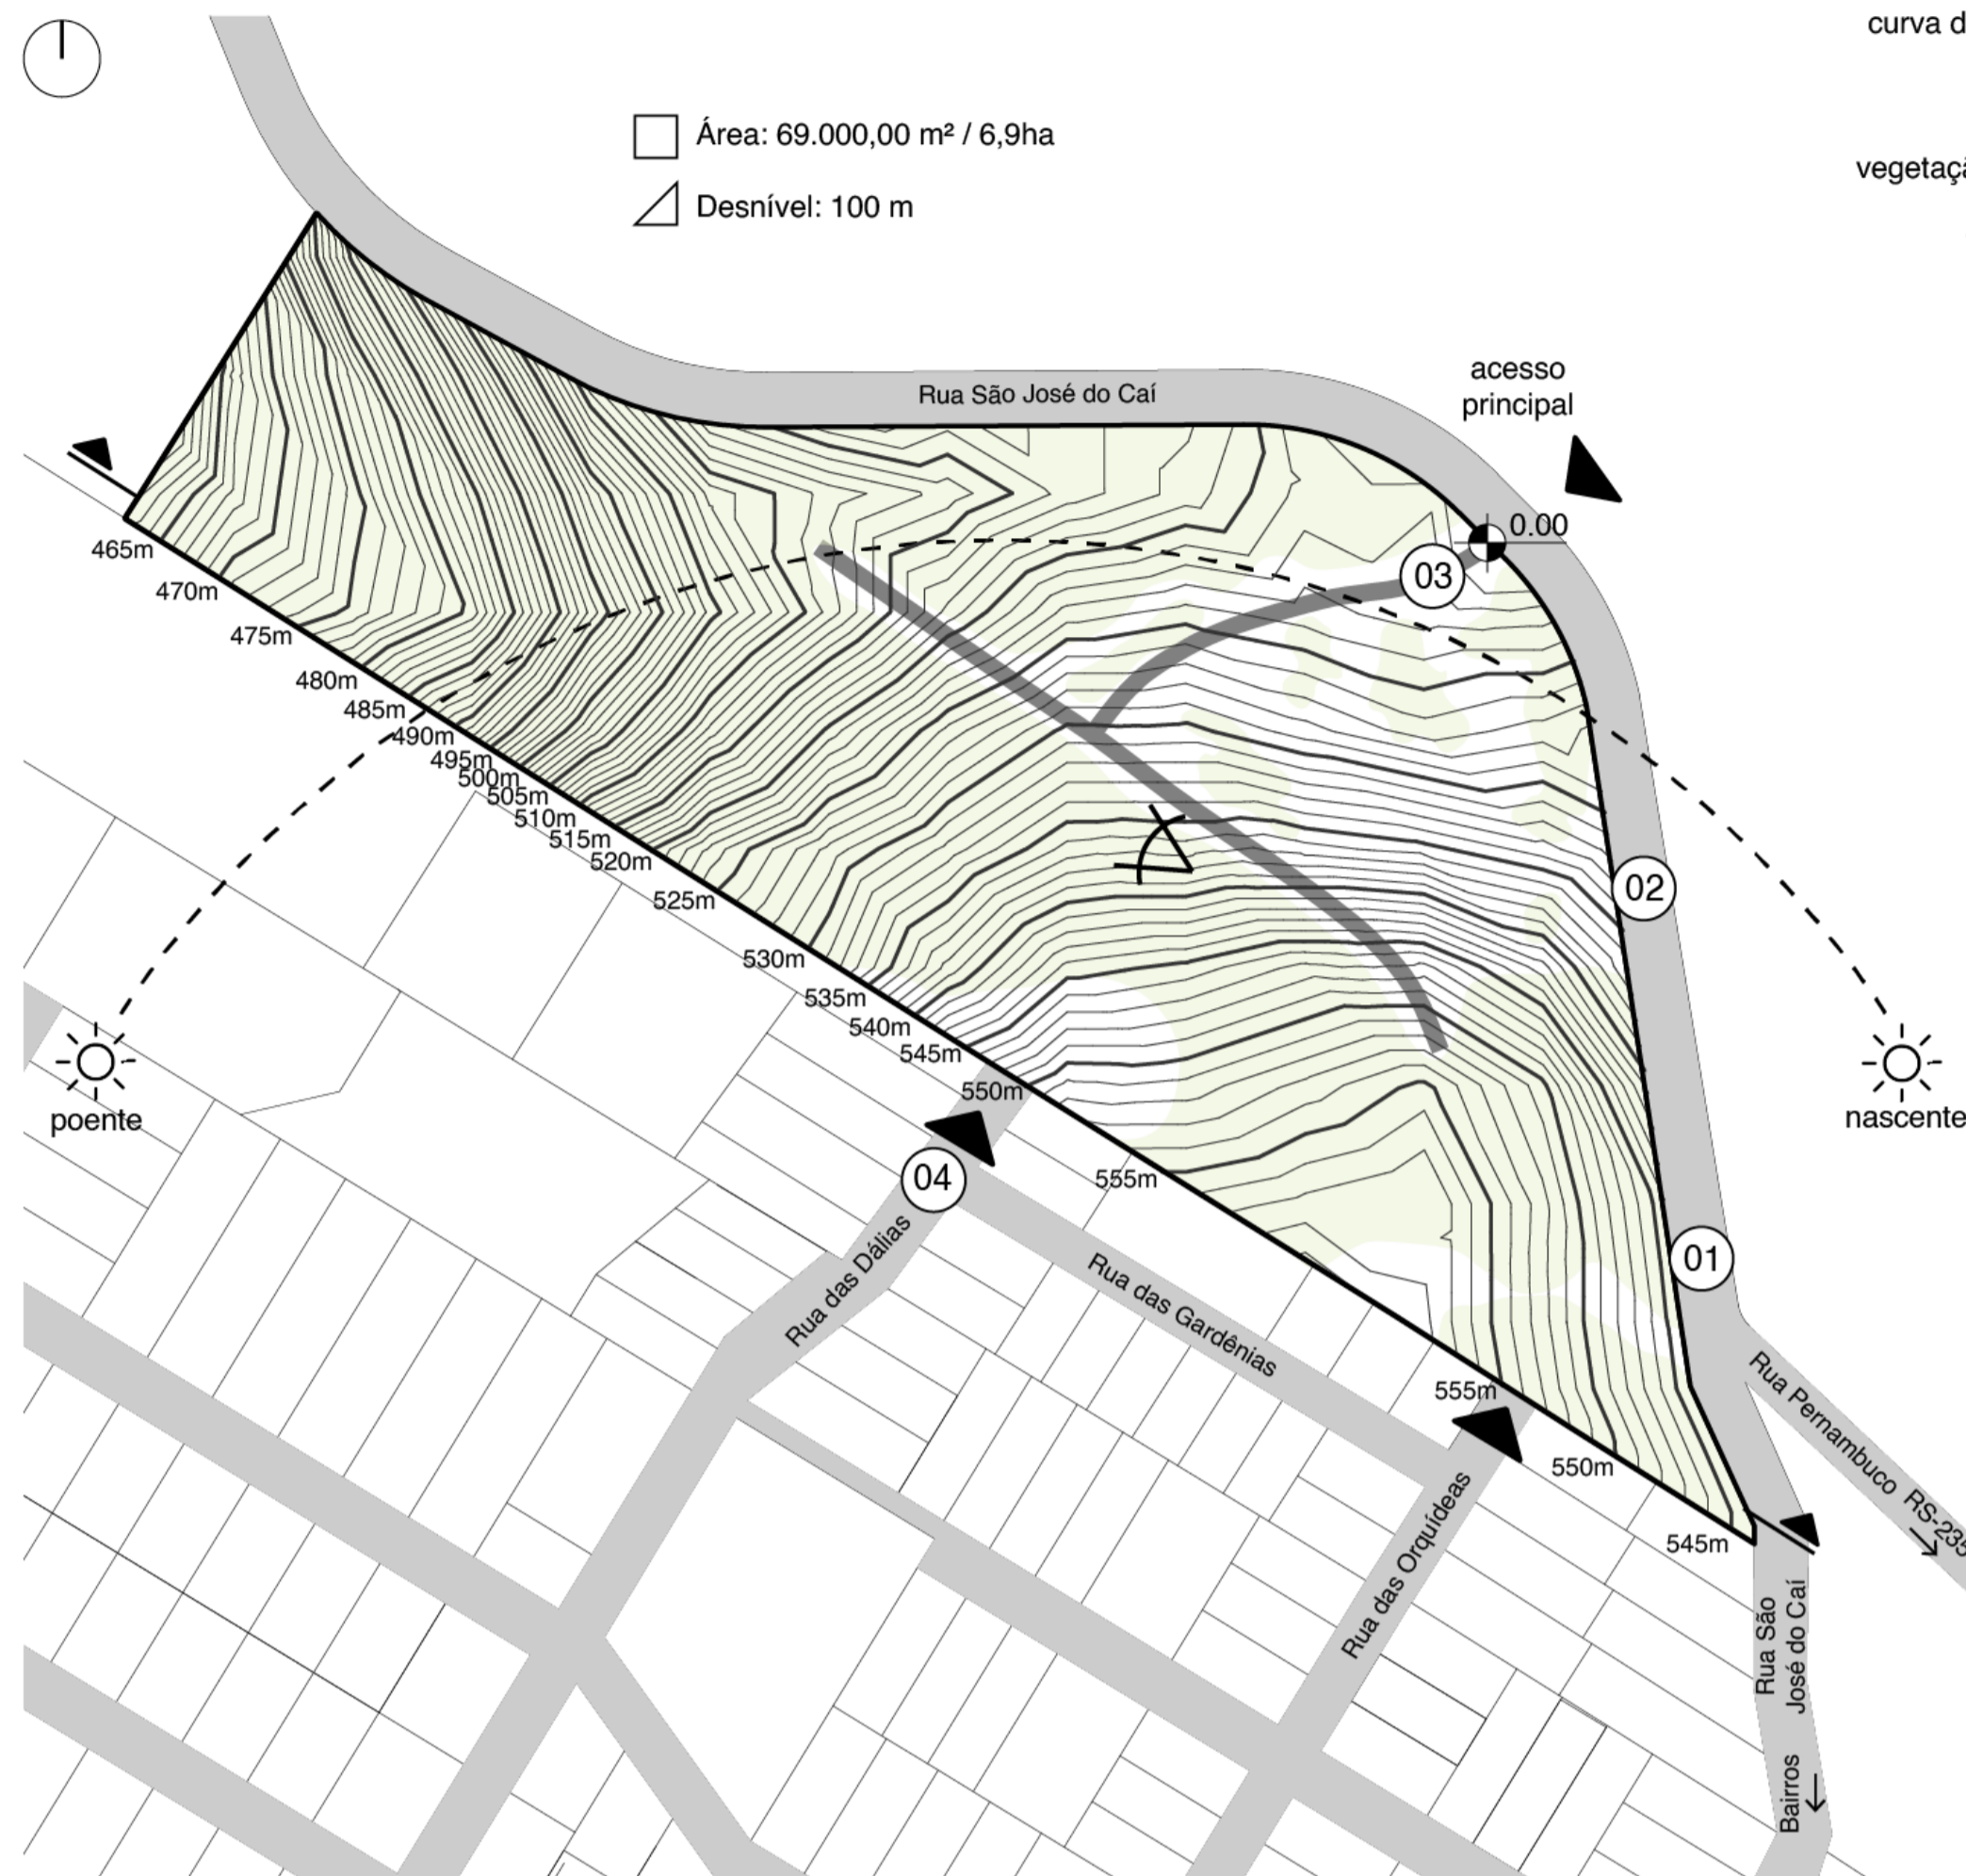 curva d
Área: 69.000,00 m² / 6,9ha
vegetaçã
Desnível: 100 m
acesso
principal
Rua São José do Caí
0.00
03
465m
470m
475m
480m
485m
490m
495m
500m
505m
510m
515m
520m
525m
530m
535m
540m
545m
550m
555m
02
01
04
poente
nascente
Rua das Dálias
Rua das Gardênias
555m
550m
545m
Rua das Orquídeas
Rua Pernambuco RS-235
Rua São
José do Caí
Bairros